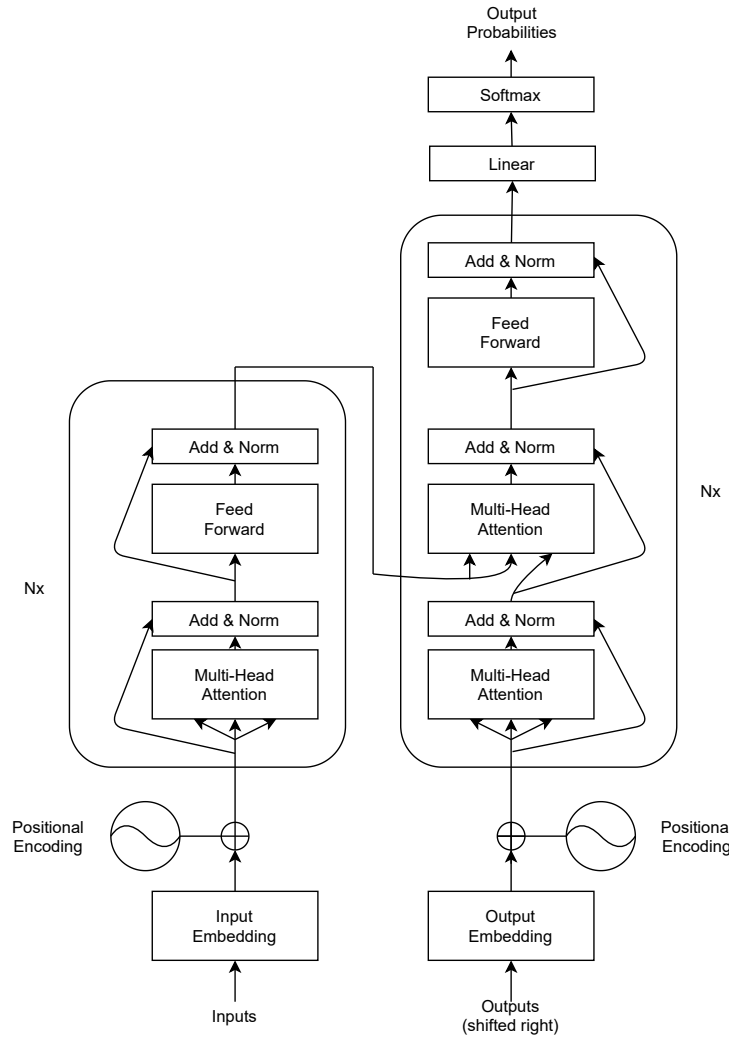 Output
Probabilities
Softmax
Linear
Add & Norm
Feed
Forward
Add & Norm
Multi-Head
Attention
Nx
Add & Norm
Multi-Head
Attention
Add & Norm
Feed
Forward
Nx
Add & Norm
Multi-Head
Attention
Positional
Encoding
Positional
Encoding
Input
Embedding
Output
Embedding
Inputs
Outputs
(shifted right)